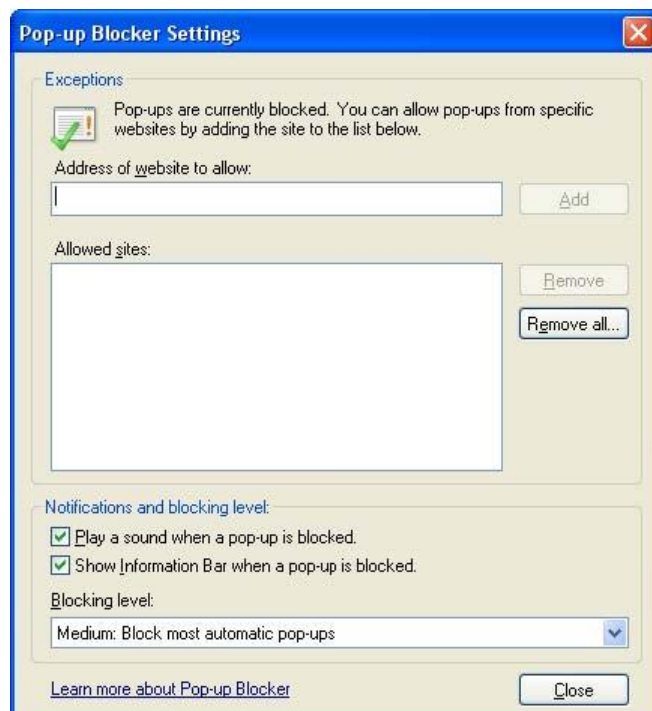 Pop-up Blocker Settings
Exceptions
Pop-ups are currently blocked. You can allow pop-ups from specific
websites by adding the site to the list below.
Address of website to allow:
Add
Allowed sites:
Remove
Remove all...
Notifications and blocking level:
Play a sound when a pop-up is blocked.
Show Information Bar when a pop-up is blocked.
Blocking level:
Medium: Block most automatic pop-ups
Learn more about Pop-up Blocker
Close